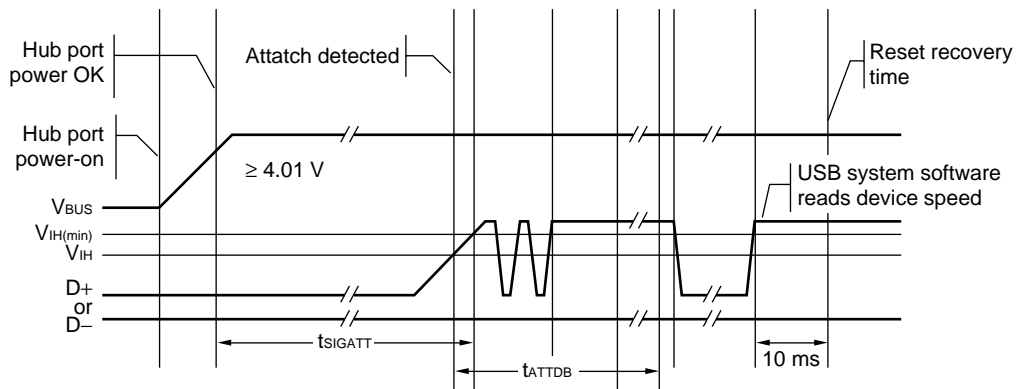 Hub port
power OK
Attatch detected
Reset recovery
time
Hub port
power-on
≥ 4.01 V
USB system software
reads device speed
VBUS
VIH(min)
VIH
D+
or
D–
tSIGATT
tATTDB
10 ms